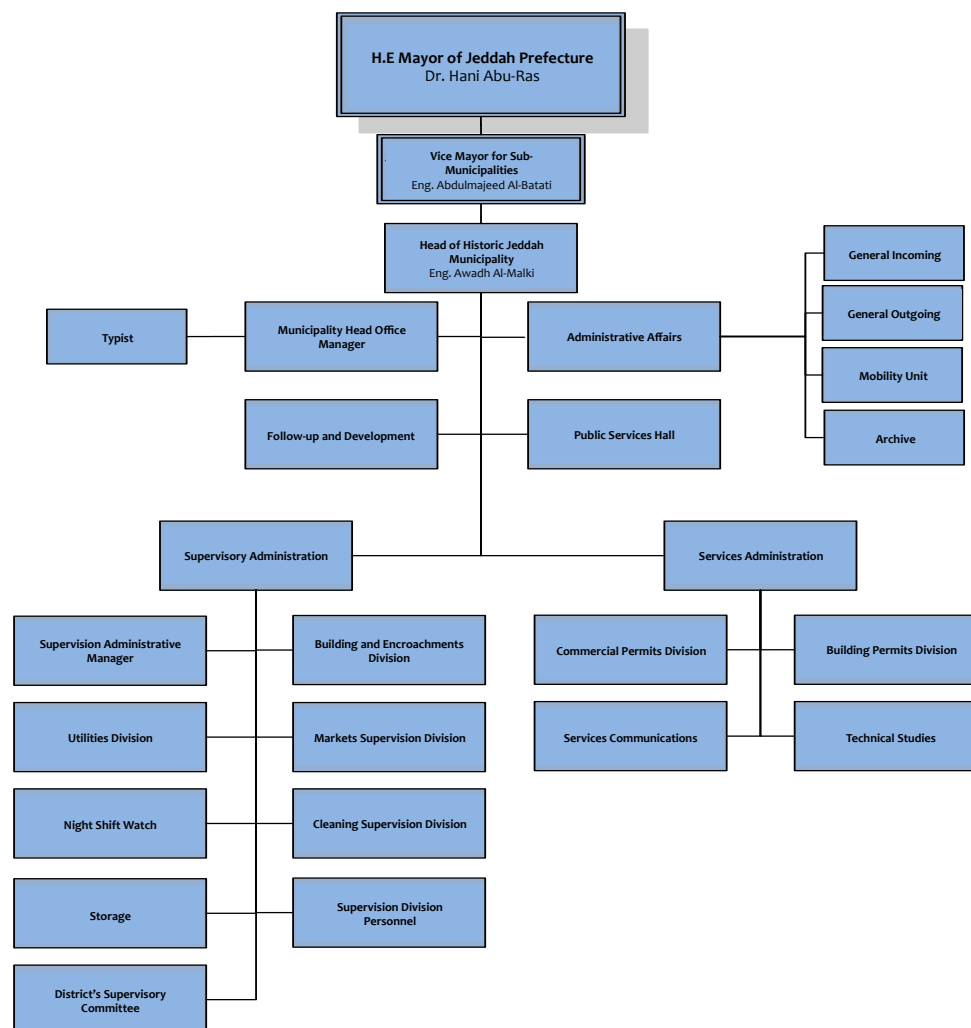 H.E Mayor of Jeddah Prefecture
Dr. Hani Abu-Ras
Vice Mayor for Sub-
Municipalities
Eng. Abdulmajeed Al-Batati
Head of Historic Jeddah
Municipality
Eng. Awadh Al-Malki
General Incoming
General Outgoing
Mobility Unit
Archive
Typist
Municipality Head Office
Manager
Administrative Affairs
Follow-up and Development
Public Services Hall
Supervisory Administration
Services Administration
Supervision Administrative
Manager
Building and Encroachments
Division
Commercial Permits Division
Building Permits Division
Utilities Division
Markets Supervision Division
Services Communications
Technical Studies
Night Shift Watch
Cleaning Supervision Division
Storage
Supervision Division
Personnel
District's Supervisory
Committee